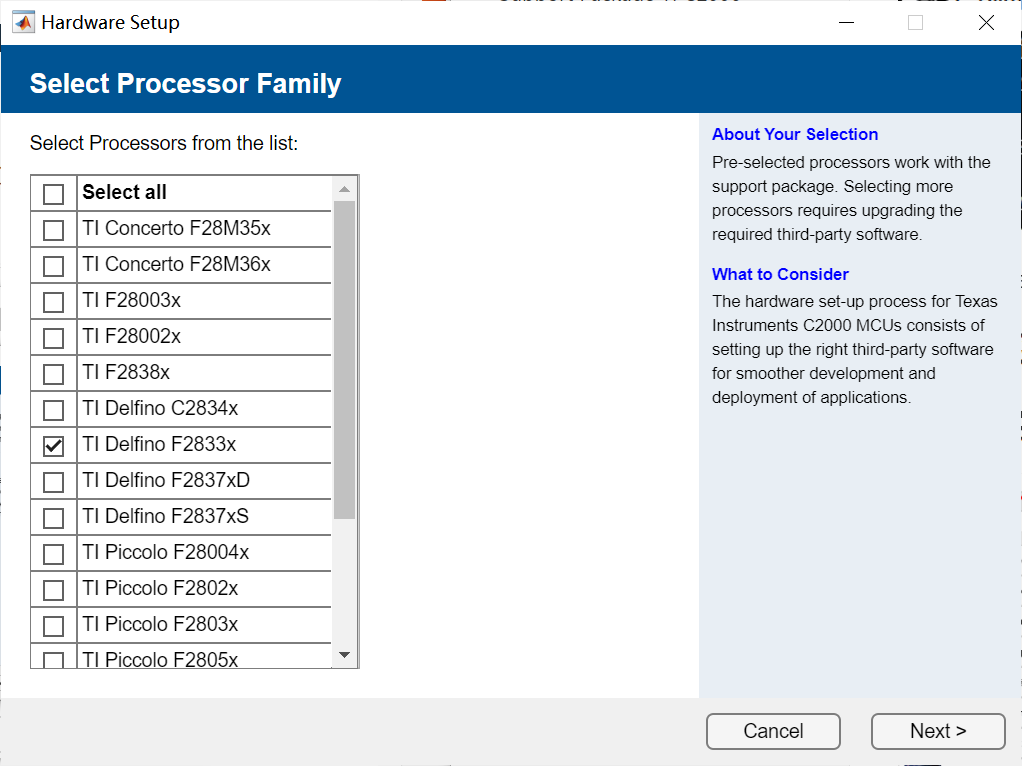 Hardware Setup
Select Processor Family
Select Processors from the list:
Select all
TI Concerto F28M35x
TI Concerto F28M36x
TI F28003x
TI F28002x
TI F2838x
TI Delfino C2834x
TI Delfino F2833x
TI Delfino F2837xD
TI Delfino F2837xS
TI Piccolo F28004x
TI Piccolo F2802x
TI Piccolo F2803x
TI Piccolo F2805x
About Your Selection
Pre-selected processors work with the
support package. Selecting more
processors requires upgrading the
required third-party software.
What to Consider
The hardware set-up process for Texas
Instruments C2000 MCUs consists of
setting up the right third-party software
for smoother development and
deployment of applications.
Cancel
Next >